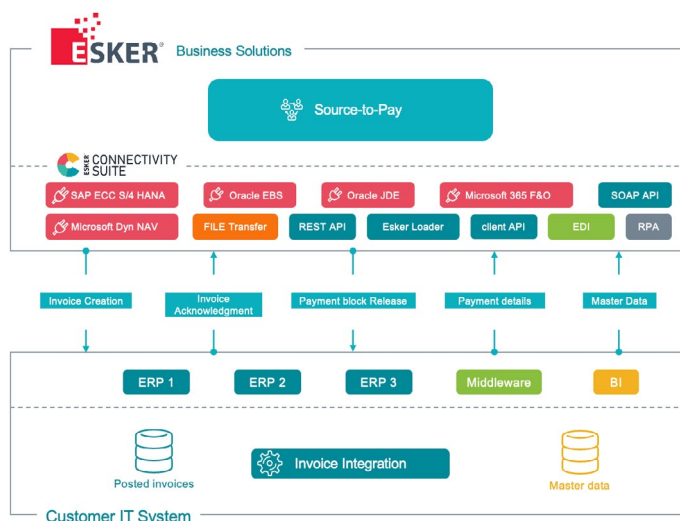 ESKER® Business Solutions
Source-to-Pay
ESKER CONNECTIVITY
SUITE
SAP ECC S/4 HANA
Oracle EBS
Oracle JDE
Microsoft 365 F&O
SOAP API
Microsoft Dyn NAV
FILE Transfer
REST API
Esker Loader
client API
EDI
RPA
Invoice Creation
Invoice
Acknowledgment
Payment block Release
Payment details
Master Data
ERP 1
ERP 2
ERP 3
Middleware
BI
Posted invoices
Invoice Integration
Master data
Customer IT System